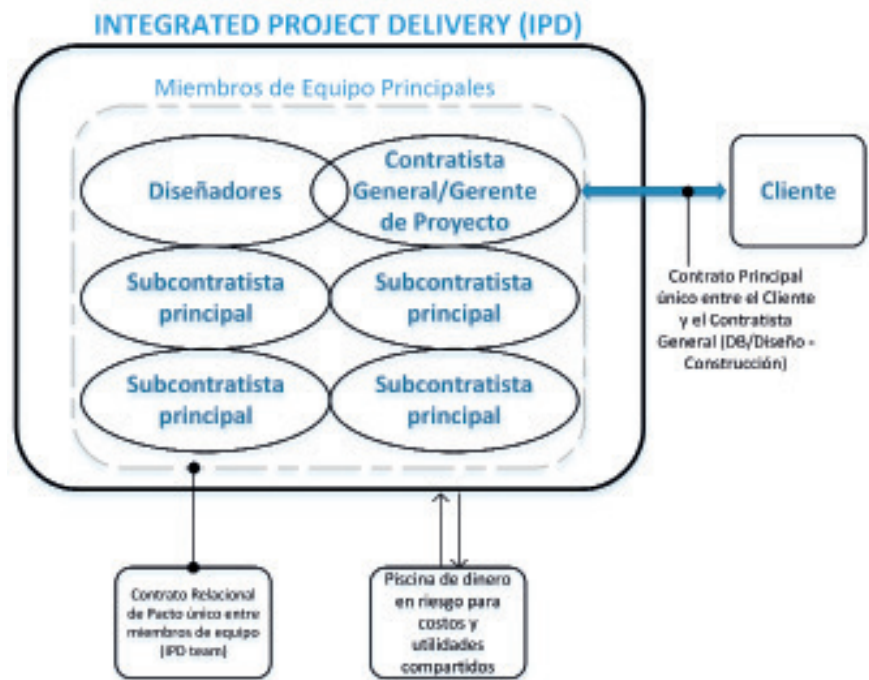 INTEGRATED PROJECT DELIVERY (IPD)
Miembros de Equipo Principales
Diseñadores
Contratista
General/Gerente
de Proyecto
Cliente
Subcontratista
principal
Subcontratista
principal
Contrato Principal
único entre el Cliente
y el Contratista
General (DB/Diseño -
Construcción)
Subcontratista
principal
Subcontratista
principal
Contrato Relacional
de Pacto único entre
miembros de equipo
(IPD team)
Piscina de dinero
en riesgo para
costos y
utilidades
compartidos